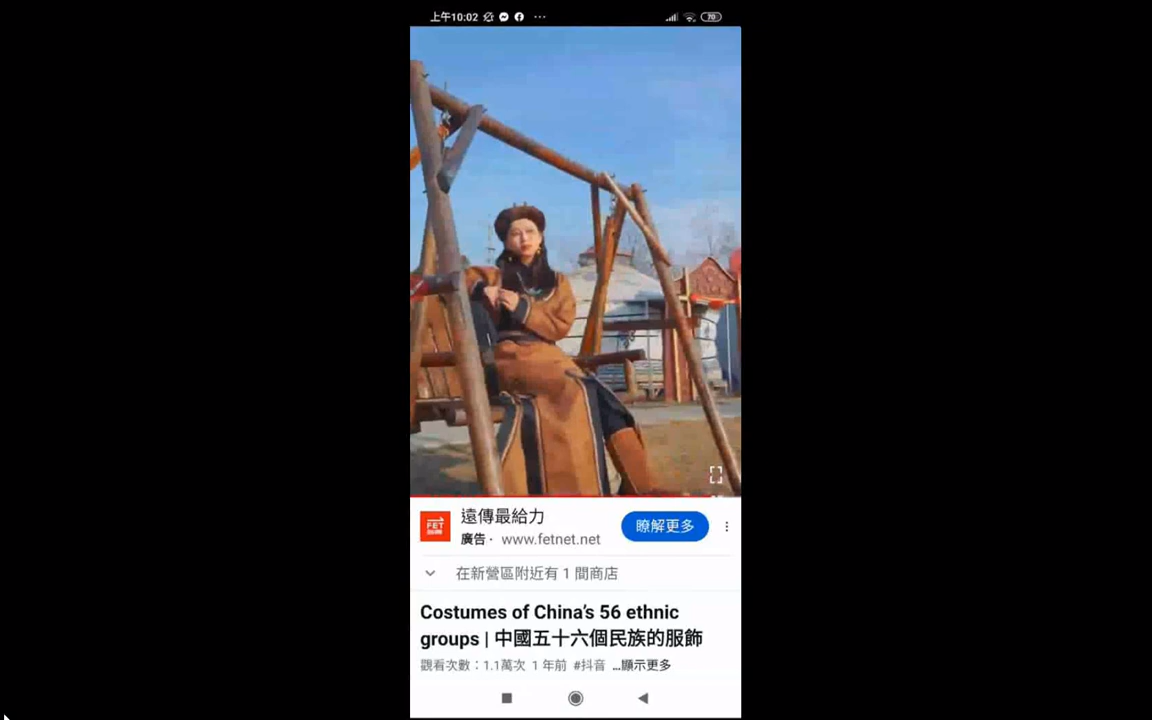 上午10:02
70
遠傳最給力
FET
廣告 · www.fetnet.net
瞭解更多
在新營區附近有 1 間商店
Costumes of China's 56 ethnic
groups | 中國五十六個民族的服飾
觀看次數：1.1萬次 1 年前 #抖音 ...顯示更多